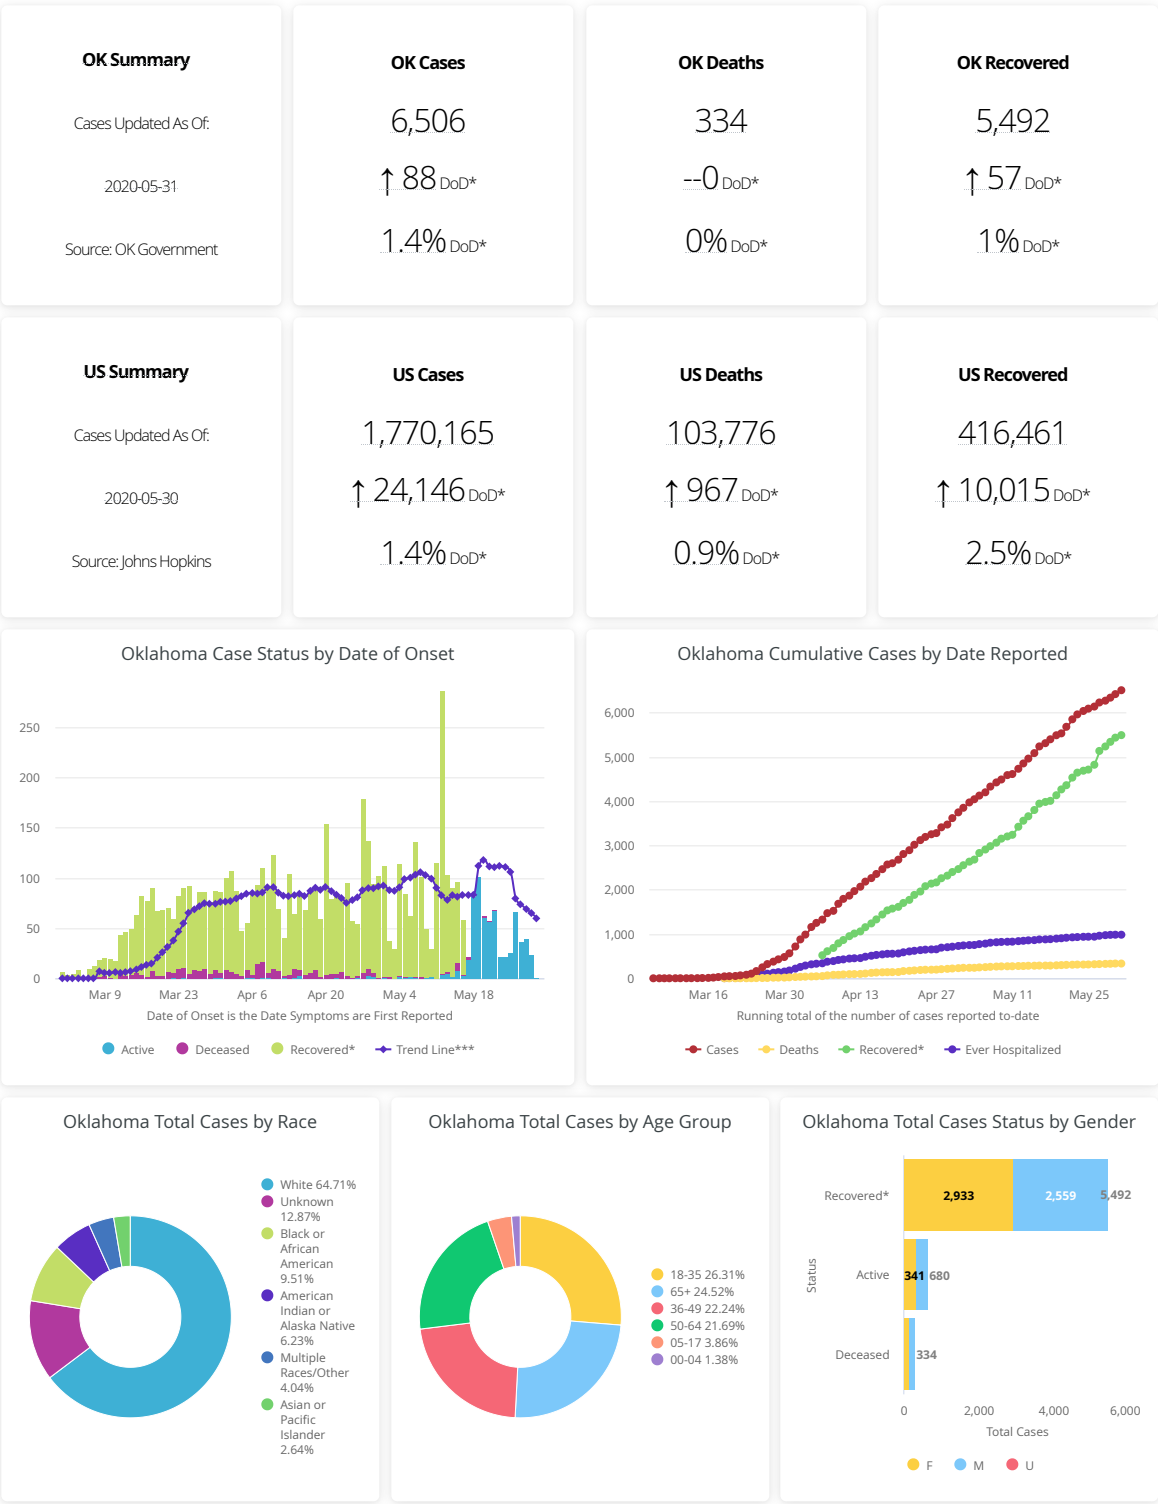 OK Summary
Cases Updated As Of:
2020-05-31
Source: OK Government
OK Cases
6,506
↑ 88 DoD*
1.4% DoD*
OK Deaths
334
--0 DoD*
0% DoD*
OK Recovered
5,492
↑ 57 DoD*
1% DoD*
US Summary
Cases Updated As Of:
2020-05-30
Source: Johns Hopkins
US Cases
1,770,165
↑ 24,146 DoD*
1.4% DoD*
US Deaths
103,776
↑ 967 DoD*
0.9% DoD*
US Recovered
416,461
↑ 10,015 DoD*
2.5% DoD*
Oklahoma Case Status by Date of Onset
250
200
150
100
50
0
Mar 9 Mar 23 Apr 6 Apr 20 May 4 May 18
Date of Onset is the Date Symptoms are First Reported
Active Deceased Recovered* Trend Line***
Oklahoma Cumulative Cases by Date Reported
6,000
5,000
4,000
3,000
2,000
1,000
0
Mar 16 Mar 30 Apr 13 Apr 27 May 11 May 25
Running total of the number of cases reported to-date
Cases Deaths Recovered* Ever Hospitalized
Oklahoma Total Cases by Race
White 64.71%
Unknown
12.87%
Black or
African
American
9.51%
American
Indian or
Alaska Native
6.23%
Multiple
Races/Other
4.04%
Asian or
Pacific
Islander
2.64%
Oklahoma Total Cases by Age Group
18-35 26.31%
65+ 24.52%
36-49 22.24%
50-64 21.69%
05-17 3.86%
00-04 1.38%
Oklahoma Total Cases Status by Gender
Status
Recovered* 2,933 2,559 5,492
Active 341 680
Deceased 334
0 2,000 4,000 6,000
Total Cases
F M U